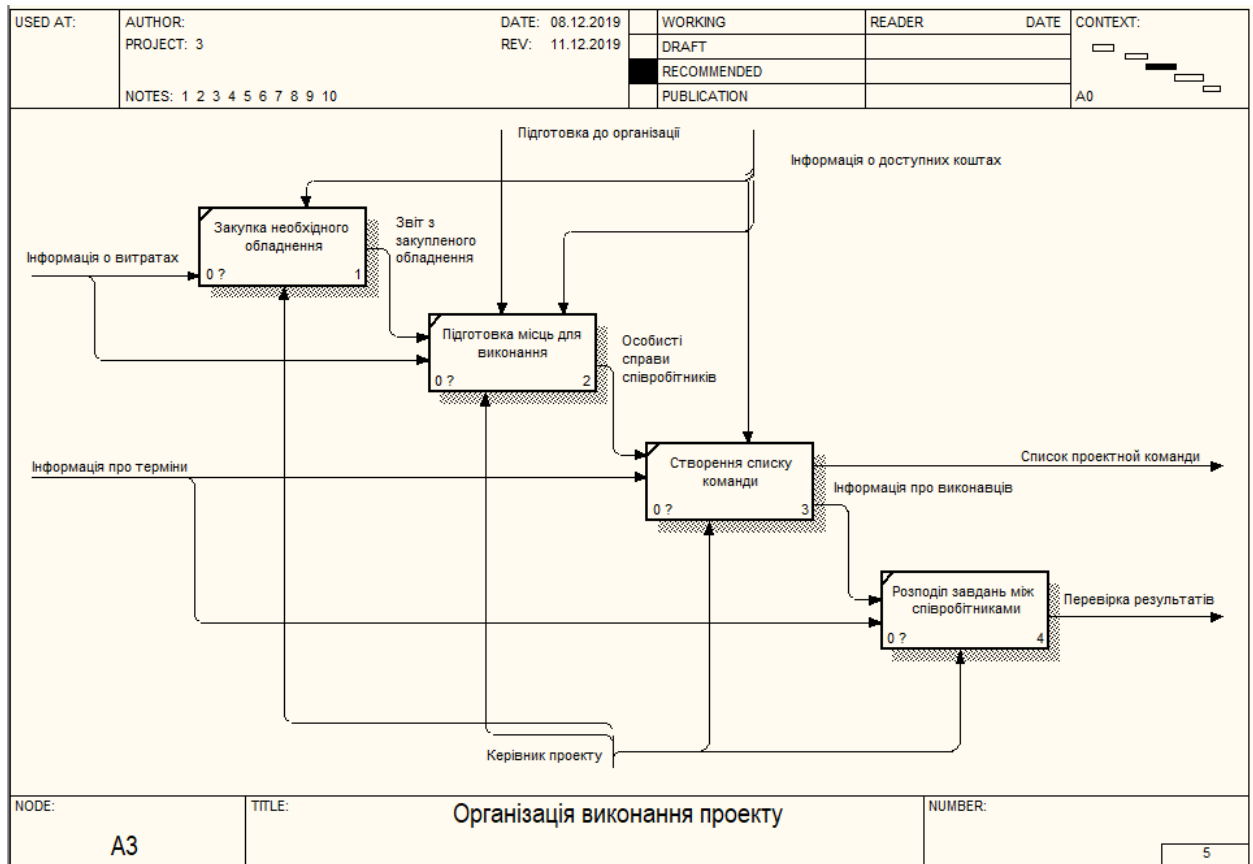 USED AT:
AUTHOR:
DATE: 08.12.2019
PROJECT: 3
REV: 11.12.2019
NOTES: 1 2 3 4 5 6 7 8 9 10
WORKING
DRAFT
RECOMMENDED
PUBLICATION
READER
DATE
CONTEXT:
A0
Підготовка до організації
Інформація о доступних коштах
Закупка необхідного
обладнення
0 ?
1
Звіт з
закупленого
обладнення
Інформація о витратах
Підготовка місць для
виконання
0 ?
2
Особисті
справи
співробітників
Інформація про терміни
Створення списку
команди
0 ?
3
Список проектної команди
Інформація про виконавців
Розподіл завдань між
співробітниками
0 ?
4
Перевірка результатів
Керівник проекту
NODE:
A3
TITLE:
Організація виконання проекту
NUMBER:
5